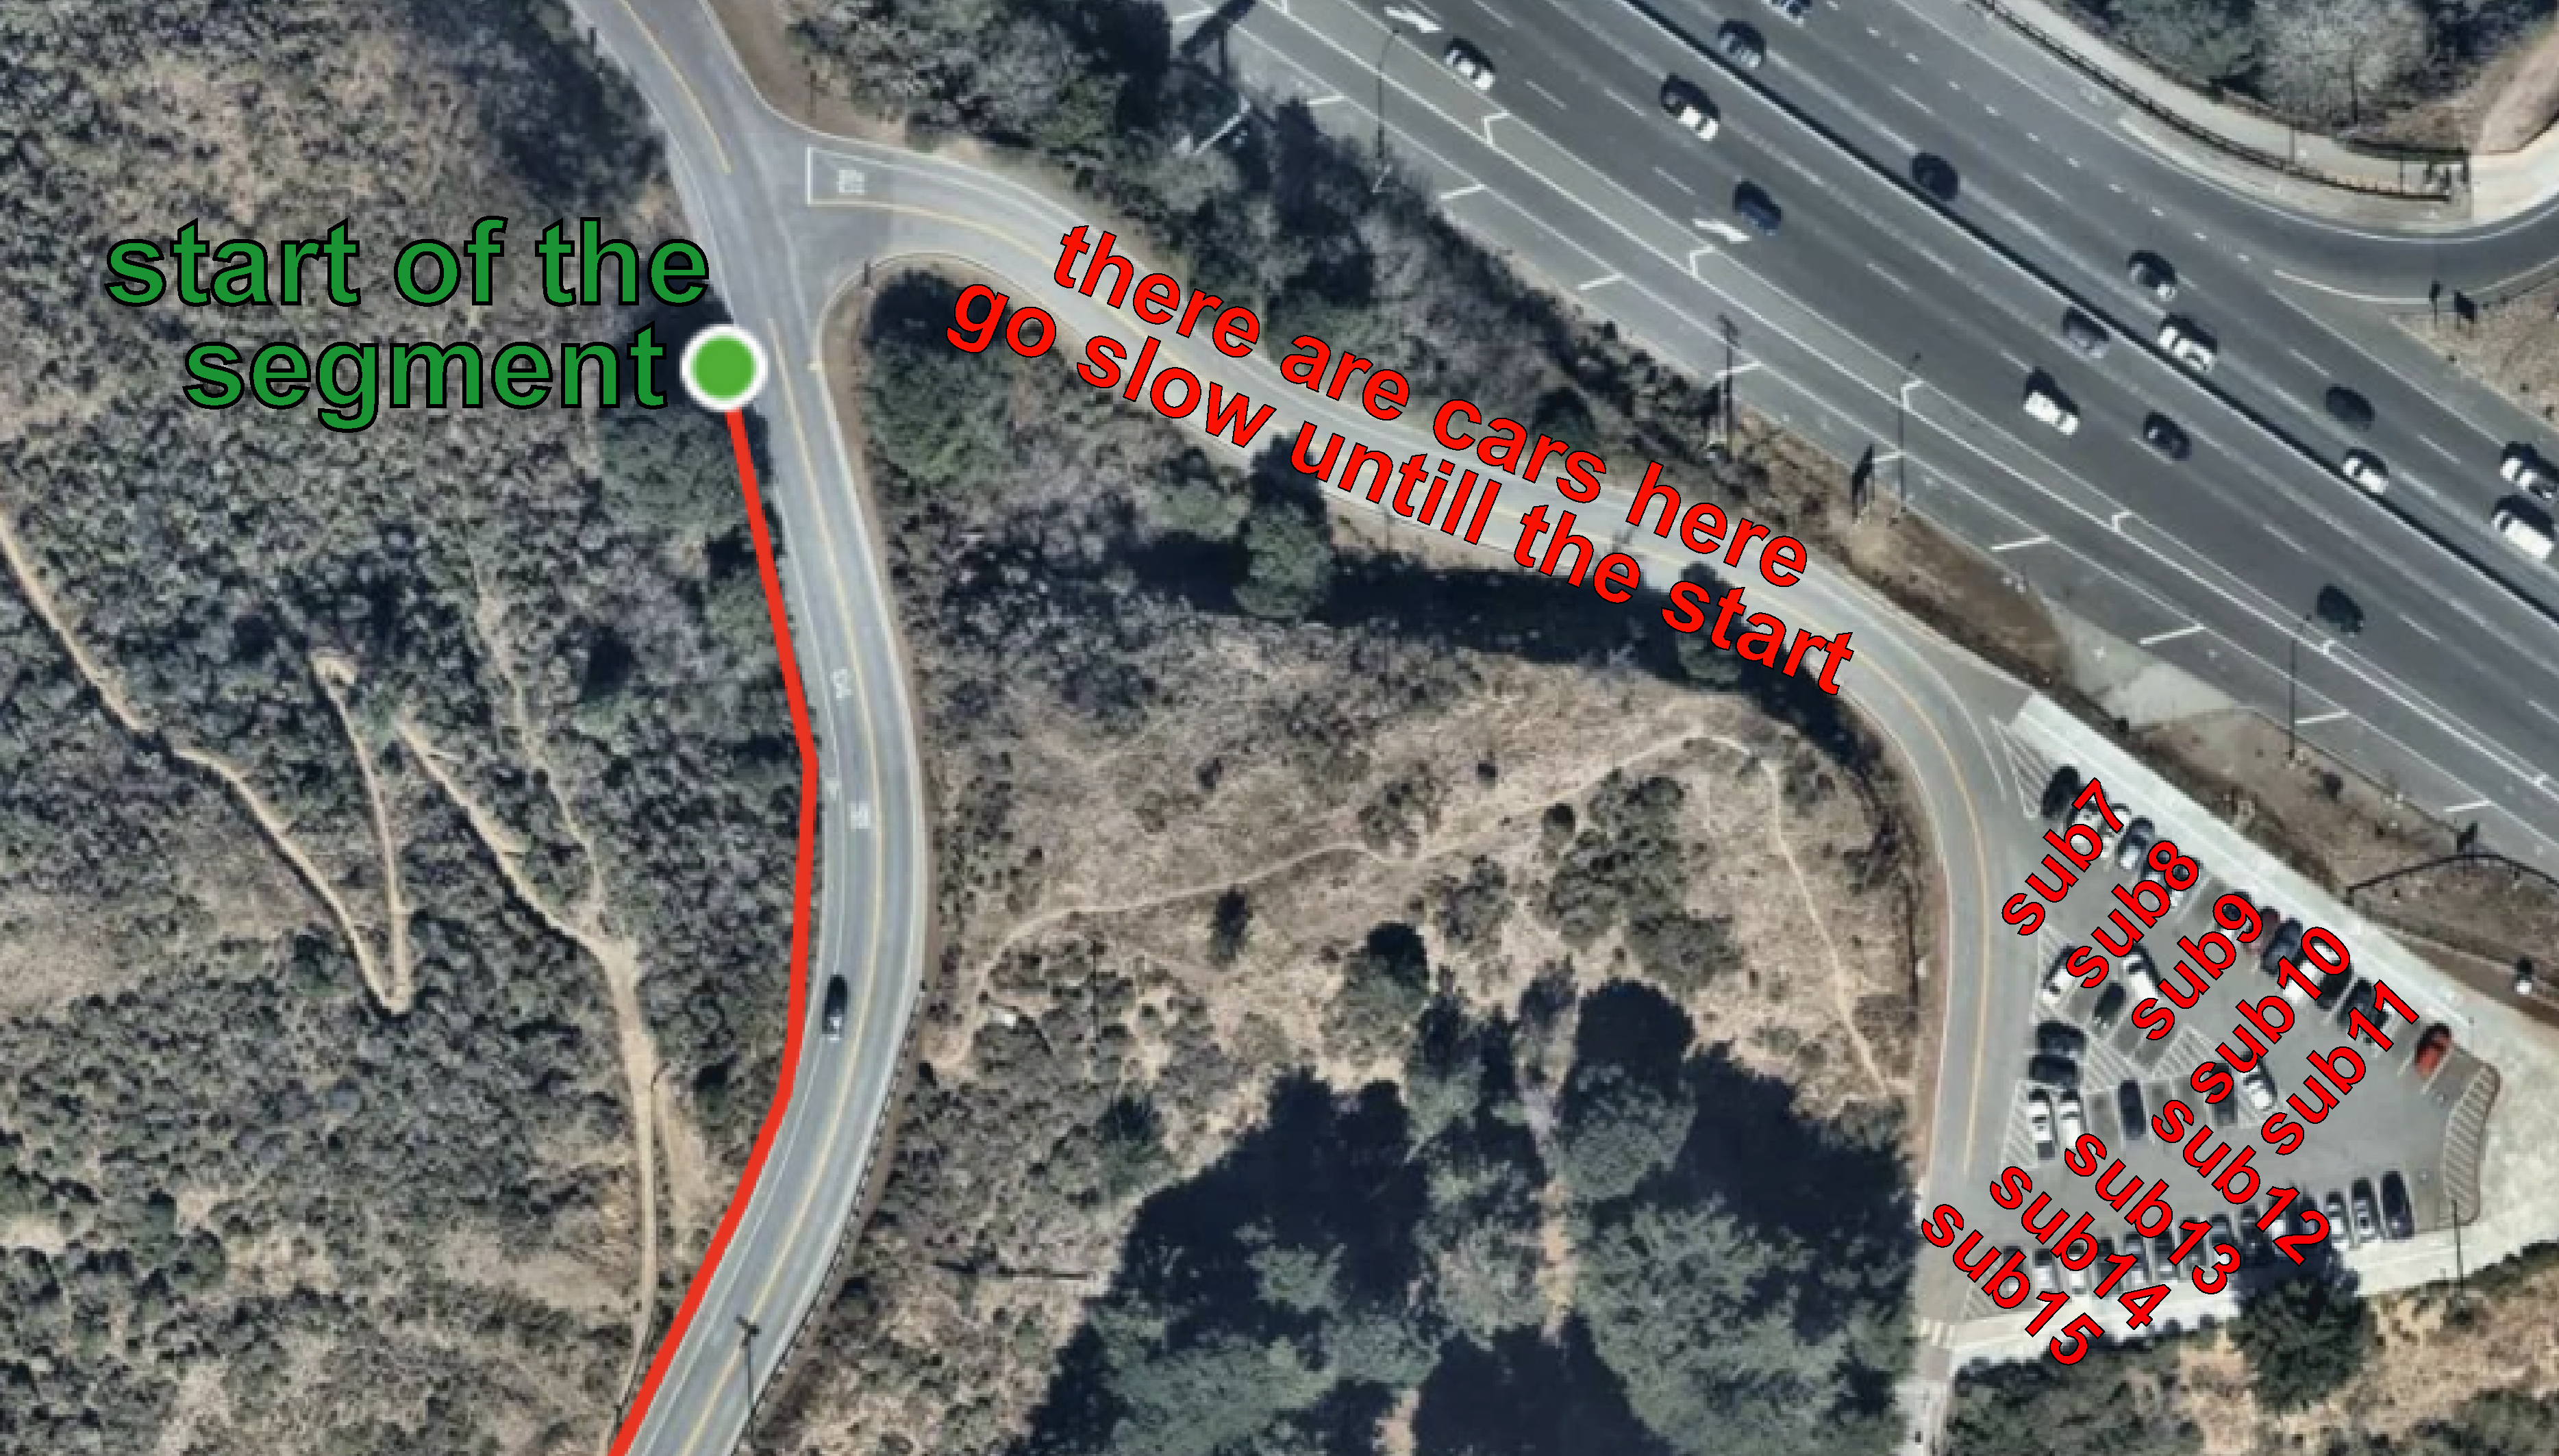 start of the
segment
there are cars here
go slow untill the start
sub7
sub8
sub9
sub10
sub11
sub12
sub13
sub14
sub15